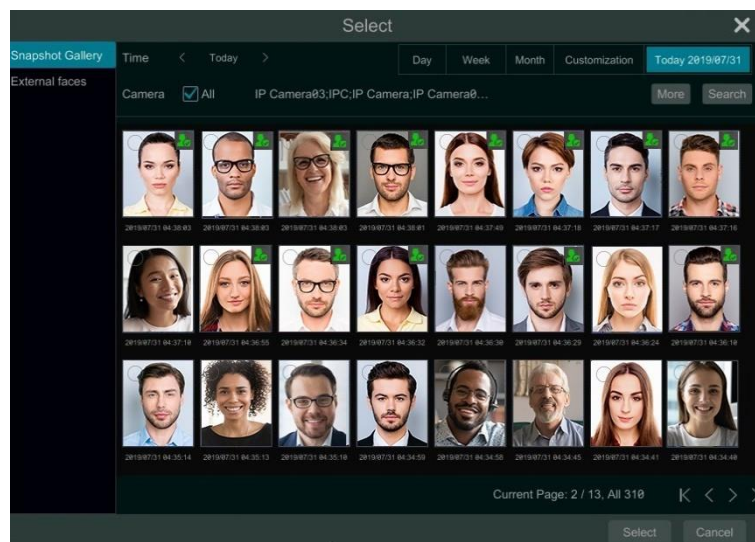 Select
Snapshot Gallery
External faces
Time < Today > Day Week Month Customization Today 2019/07/31
Camera All IP Camera03;IPC;IP Camera;IP Camera0... More Search
2019/07/31 04:38:03 2019/07/31 04:38:03 2019/07/31 04:38:03 2019/07/31 04:38:01 2019/07/31 04:37:49 2019/07/31 04:37:18 2019/07/31 04:37:17 2019/07/31 04:37:16
2019/07/31 04:37:10 2019/07/31 04:36:55 2019/07/31 04:36:34 2019/07/31 04:36:32 2019/07/31 04:36:30 2019/07/31 04:36:29 2019/07/31 04:36:24 2019/07/31 04:36:10
2019/07/31 04:35:14 2019/07/31 04:35:13 2019/07/31 04:35:10 2019/07/31 04:34:59 2019/07/31 04:34:50 2019/07/31 04:34:45 2019/07/31 04:34:41 2019/07/31 04:34:40
Current Page: 2 / 13, All 310
Select Cancel